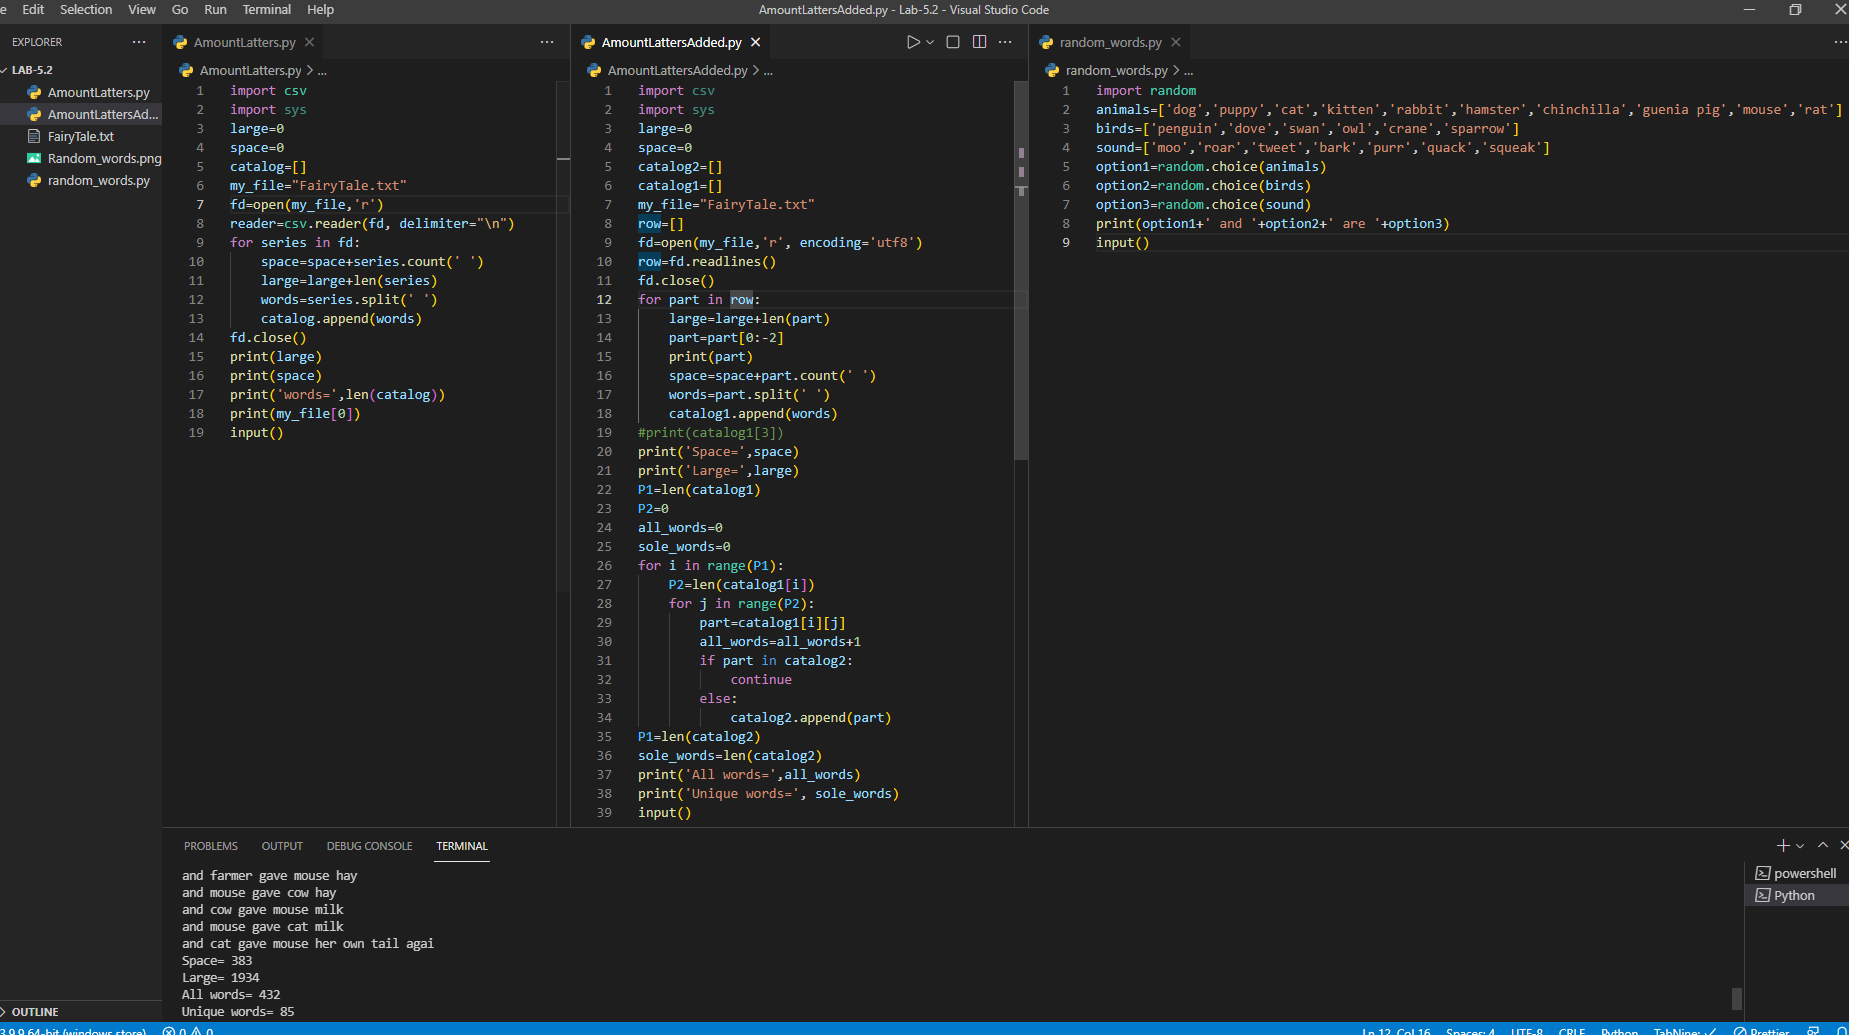 Edit Selection View Go Run Terminal Help
AmountLattersAdded.py - Lab-5.2 - Visual Studio Code
EXPLORER
LAB-5.2
AmountLatters.py
AmountLattersAd...
FairyTale.txt
Random_words.png
random_words.py
OUTLINE
AmountLatters.py
AmountLatters.py > ...
1 import csv
2 import sys
3 large=0
4 space=0
5 catalog=[]
6 my_file="FairyTale.txt"
7 fd=open(my_file,'r')
8 reader=csv.reader(fd, delimiter="\n")
9 for series in fd:
10 space=space+series.count(' ')
11 large=large+len(series)
12 words=series.split(' ')
13 catalog.append(words)
14 fd.close()
15 print(large)
16 print(space)
17 print('words=',len(catalog))
18 print(my_file[0])
19 input()
AmountLattersAdded.py
AmountLattersAdded.py > ...
1 import csv
2 import sys
3 large=0
4 space=0
5 catalog2=[]
6 catalog1=[]
7 my_file="FairyTale.txt"
8 row=[]
9 fd=open(my_file,'r', encoding='utf8')
10 row=fd.readlines()
11 fd.close()
12 for part in row:
13 large=large+len(part)
14 part=part[0:-2]
15 print(part)
16 space=space+part.count(' ')
17 words=part.split(' ')
18 catalog1.append(words)
19 #print(catalog1[3])
20 print('Space=',space)
21 print('Large=',large)
22 P1=len(catalog1)
23 P2=0
24 all_words=0
25 sole_words=0
26 for i in range(P1):
27 P2=len(catalog1[i])
28 for j in range(P2):
29 part=catalog1[i][j]
30 all_words=all_words+1
31 if part in catalog2:
32 continue
33 else:
34 catalog2.append(part)
35 P1=len(catalog2)
36 sole_words=len(catalog2)
37 print('All words=',all_words)
38 print('Unique words=', sole_words)
39 input()
random_words.py
random_words.py > ...
1 import random
2 animals=['dog','puppy','cat','kitten','rabbit','hamster','chinchilla','guenia pig','mouse','rat']
3 birds=['penguin','dove','swan','owl','crane','sparrow']
4 sound=['moo','roar','tweet','bark','purr','quack','squeak']
5 option1=random.choice(animals)
6 option2=random.choice(birds)
7 option3=random.choice(sound)
8 print(option1+' and '+option2+' are '+option3)
9 input()
PROBLEMS OUTPUT DEBUG CONSOLE TERMINAL
and farmer gave mouse hay
and mouse gave cow hay
and cow gave mouse milk
and mouse gave cat milk
and cat gave mouse her own tail agai
Space= 383
Large= 1934
All words= 432
Unique words= 85
powershell
Python
3.9.9 64-bit (windows store) 0 0 Ln 12, Col 16 Spaces: 4 UTF-8 CRLF Python TabNine: Prettier